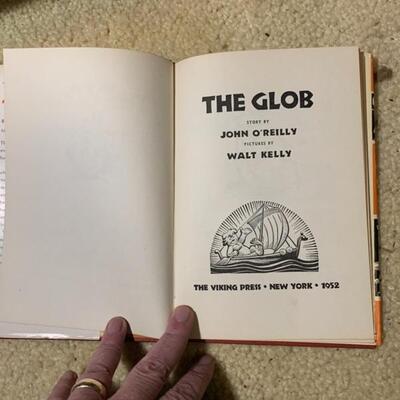 THE GLOB
STORY BY
JOHN O'REILLY
PICTURES BY
WALT KELLY
THE VIKING PRESS • NEW YORK • 1952